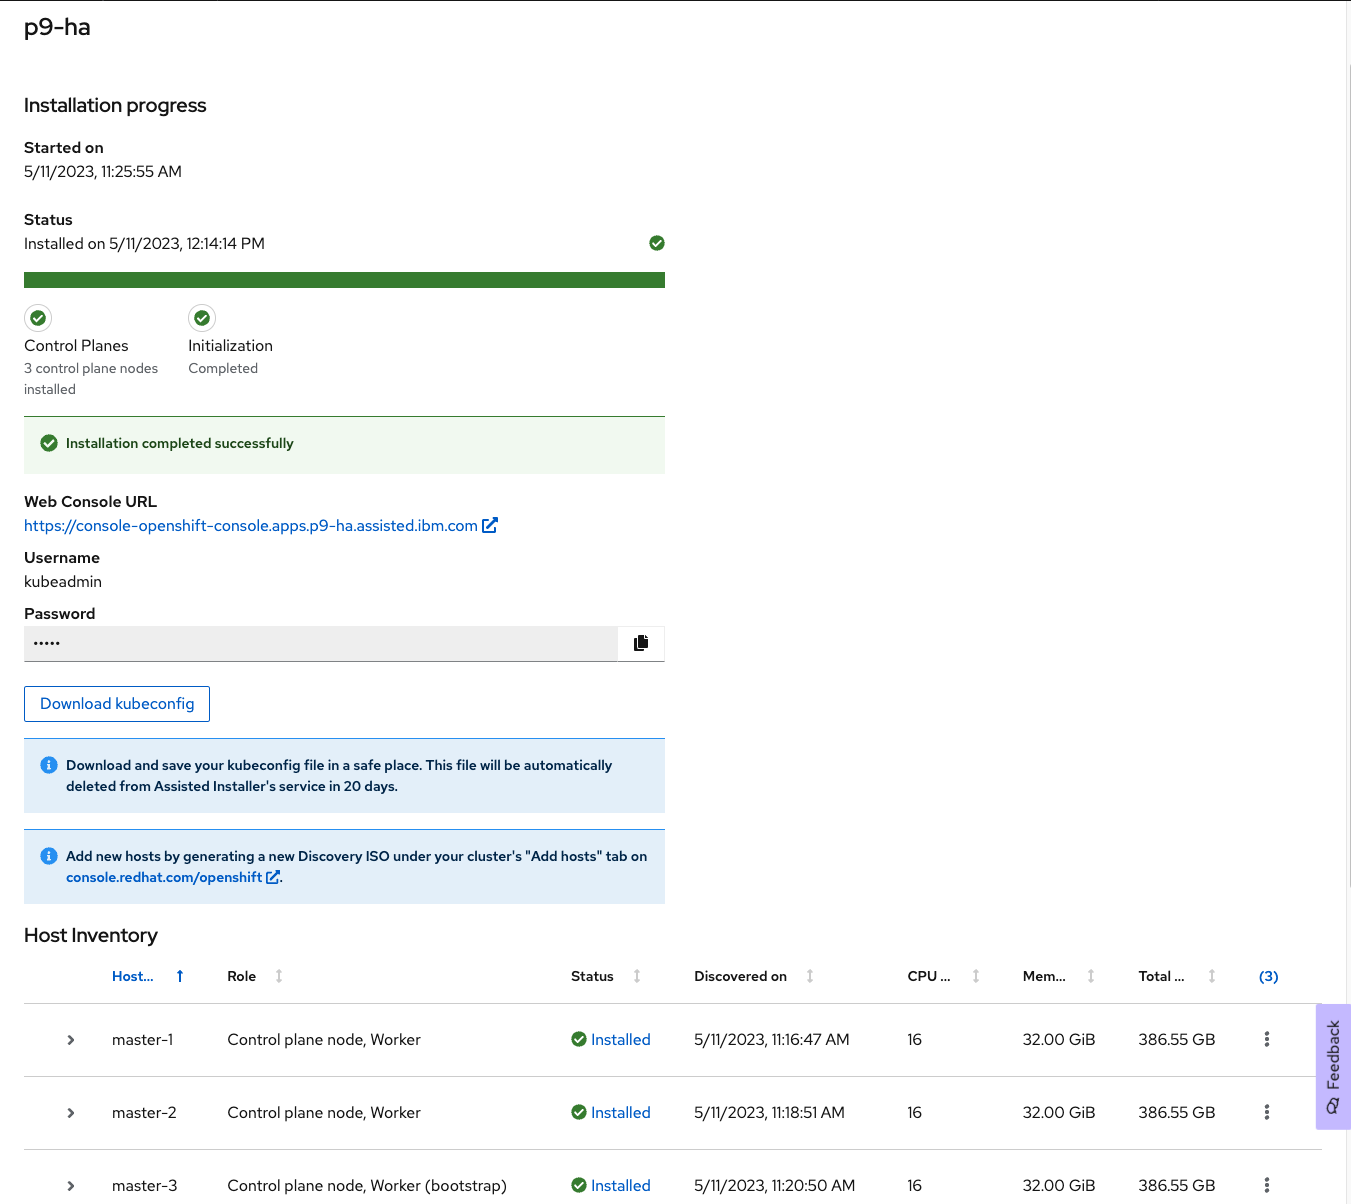 p9-ha
Installation progress
Started on
5/11/2023, 11:25:55 AM
Status
Installed on 5/11/2023, 12:14:14 PM
Control Planes
3 control plane nodes
installed
Initialization
Completed
Installation completed successfully
Web Console URL
https://console-openshift-console.apps.p9-ha.assisted.ibm.com
Username
kubeadmin
Password
•••••
Download kubeconfig
Download and save your kubeconfig file in a safe place. This file will be automatically
deleted from Assisted Installer's service in 20 days.
Add new hosts by generating a new Discovery ISO under your cluster's "Add hosts" tab on
console.redhat.com/openshift.
Host Inventory
Host... Role Status Discovered on CPU ... Mem... Total ... (3)
master-1 Control plane node, Worker Installed 5/11/2023, 11:16:47 AM 16 32.00 GiB 386.55 GB
master-2 Control plane node, Worker Installed 5/11/2023, 11:18:51 AM 16 32.00 GiB 386.55 GB
master-3 Control plane node, Worker (bootstrap) Installed 5/11/2023, 11:20:50 AM 16 32.00 GiB 386.55 GB
Feedback